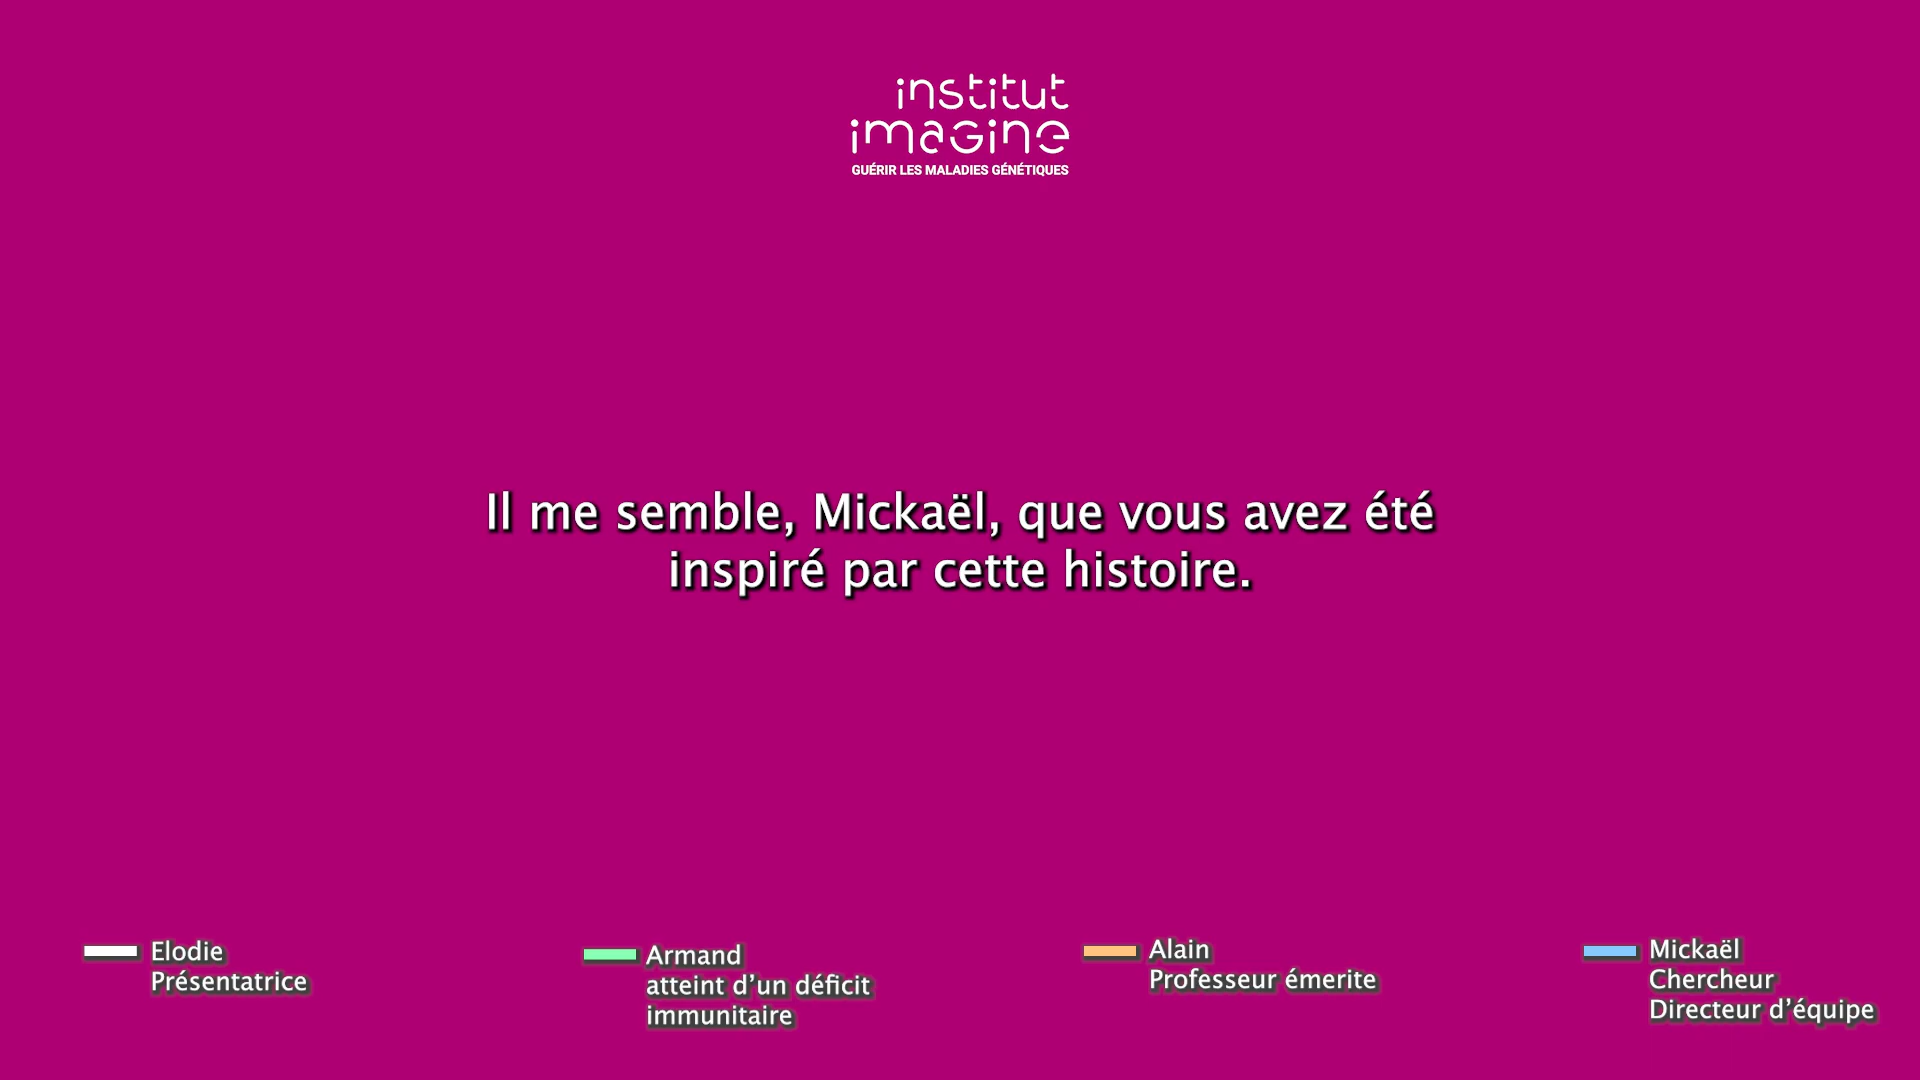 institut
imagine
GUÉRIR LES MALADIES GÉNÉTIQUES
Il me semble, Mickaël, que vous avez été
inspiré par cette histoire.
Elodie
Présentatrice
Armand
atteint d’un déficit
immunitaire
Alain
Professeur émerite
Mickaël
Chercheur
Directeur d’équipe